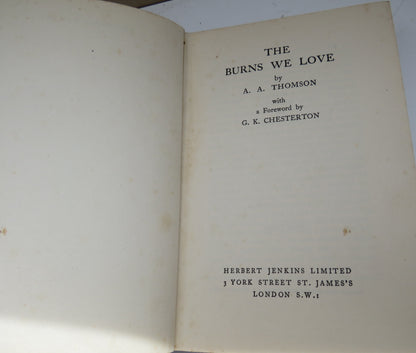 THE
BURNS WE LOVE
by
A. A. THOMSON
with
a Foreword by
G. K. CHESTERTON
HERBERT JENKINS LIMITED
3 YORK STREET ST. JAMES'S
LONDON S.W.1